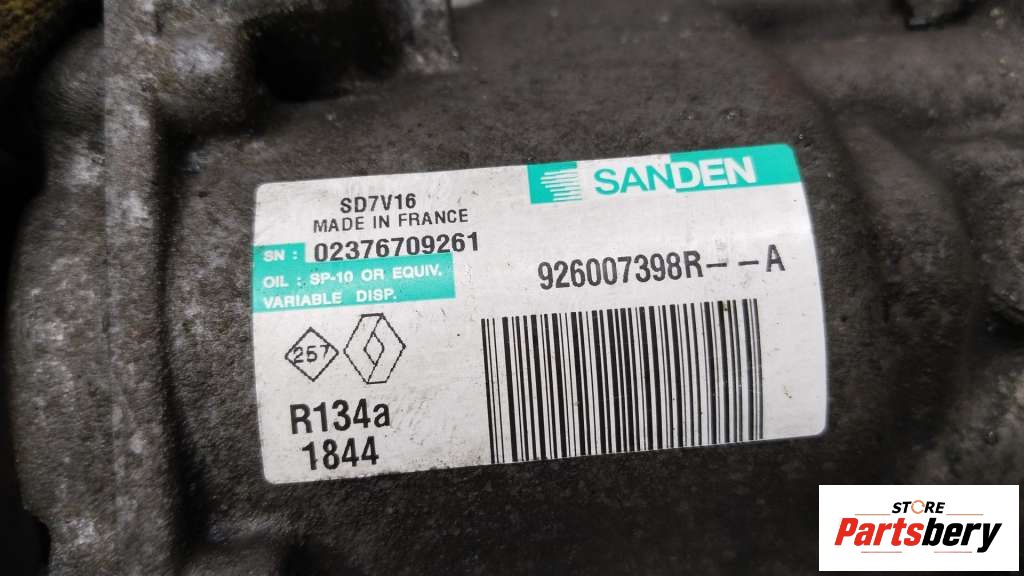 SANDEN
SD7V16
MADE IN FRANCE
SN : 02376709261
926007398R--A
OIL : SP-10 OR EQUIV.
VARIABLE DISP.
257
R134a
1844
STORE
Partsbery